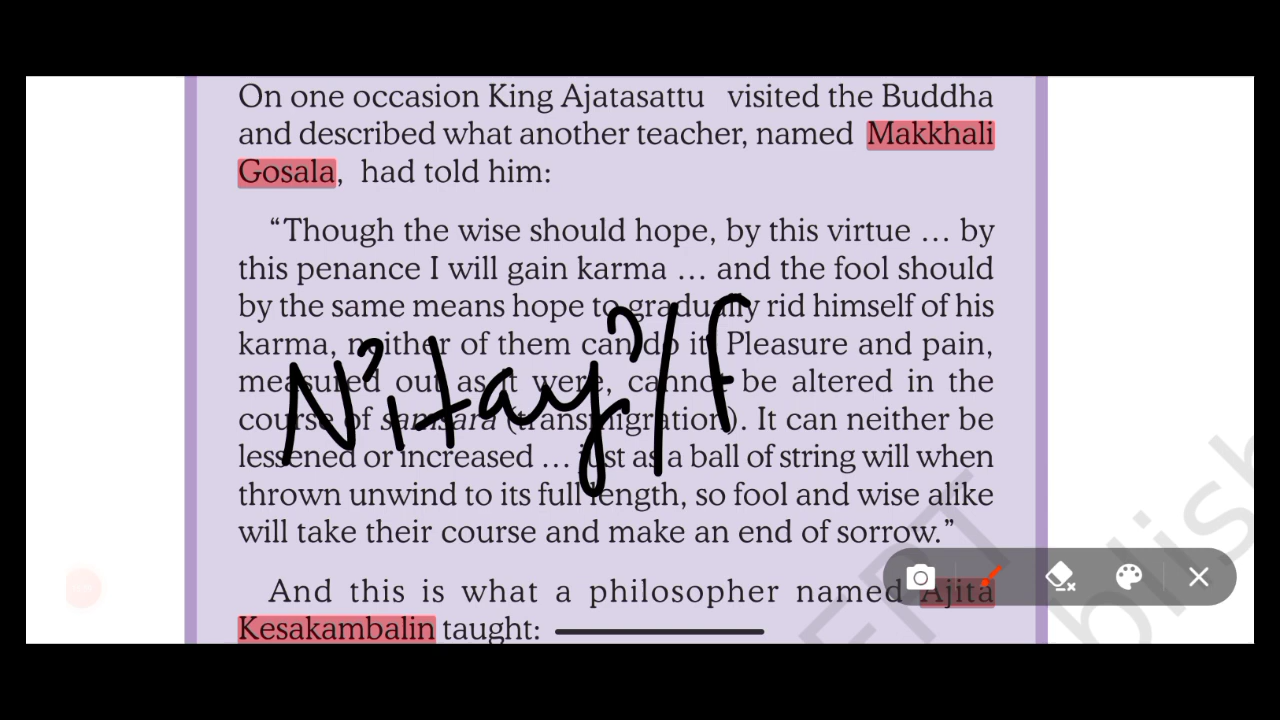 On one occasion King Ajatasattu visited the Buddha
and described what another teacher, named Makkhali
Gosala, had told him:
“Though the wise should hope, by this virtue … by
this penance I will gain karma … and the fool should
by the same means hope to gradually rid himself of his
karma, neither of them can do it. Pleasure and pain,
measured out as it were, cannot be altered in the
course of samsara (transmigration). It can neither be
lessened or increased … just as a ball of string will when
thrown unwind to its full length, so fool and wise alike
will take their course and make an end of sorrow.”
And this is what a philosopher named Ajita
Kesakambalin taught: